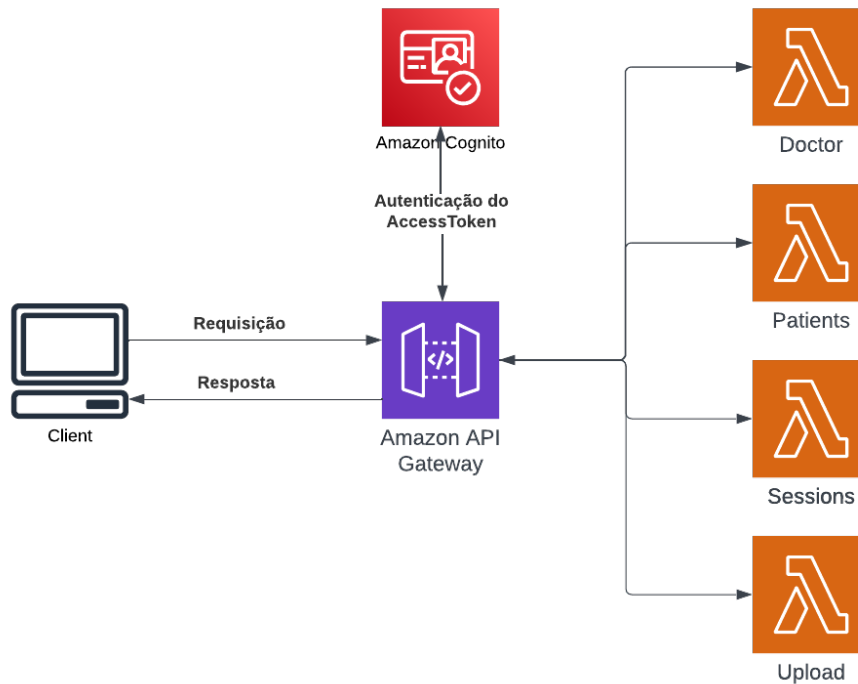 Amazon Cognito
Doctor
Autenticação do
AccessToken
Requisição
Patients
Resposta
Client
Amazon API
Gateway
</>
Sessions
Upload